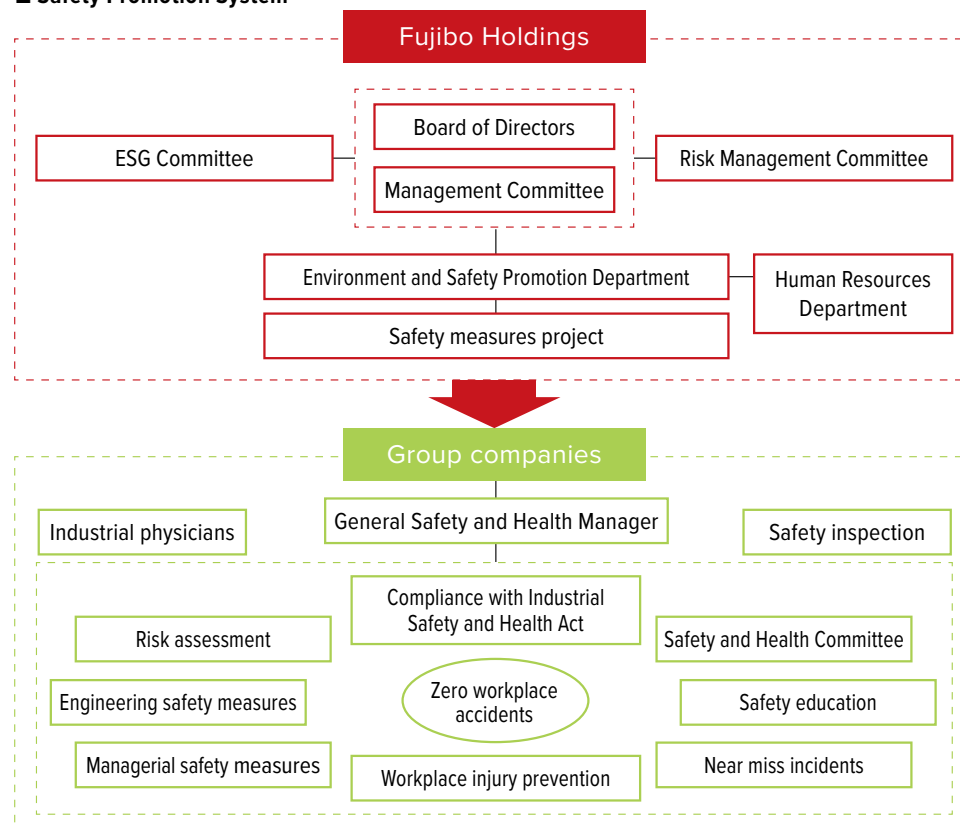 Safety Promotion System
Fujibo Holdings
Board of Directors
ESG Committee
Risk Management Committee
Management Committee
Environment and Safety Promotion Department
Human Resources
Department
Safety measures project
Group companies
General Safety and Health Manager
Industrial physicians
Safety inspection
Compliance with Industrial
Safety and Health Act
Risk assessment
Safety and Health Committee
Engineering safety measures
Zero workplace
accidents
Safety education
Managerial safety measures
Workplace injury prevention
Near miss incidents